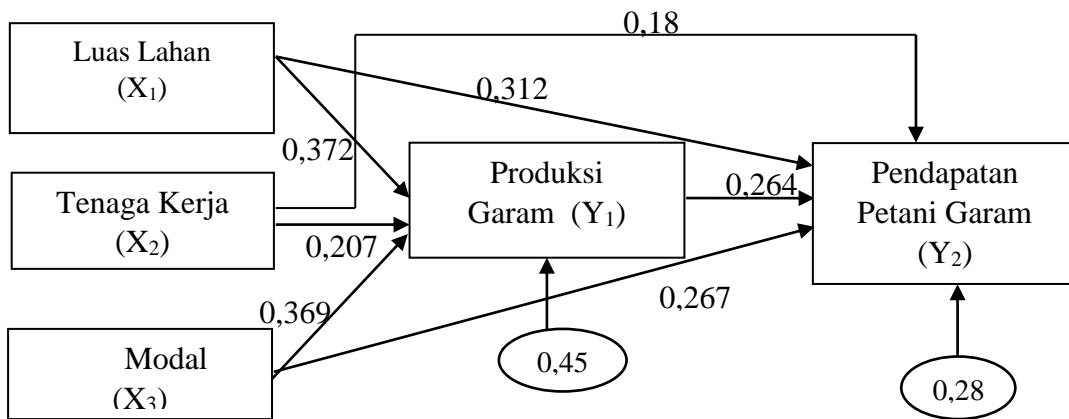 0,18
Luas Lahan
(X₁)
0,312
0,372
Produksi
Garam (Y₁)
0,264
Pendapatan
Petani Garam
(Y₂)
Tenaga Kerja
(X₂)
0,207
0,267
0,369
Modal
(X₃)
0,45
0,28